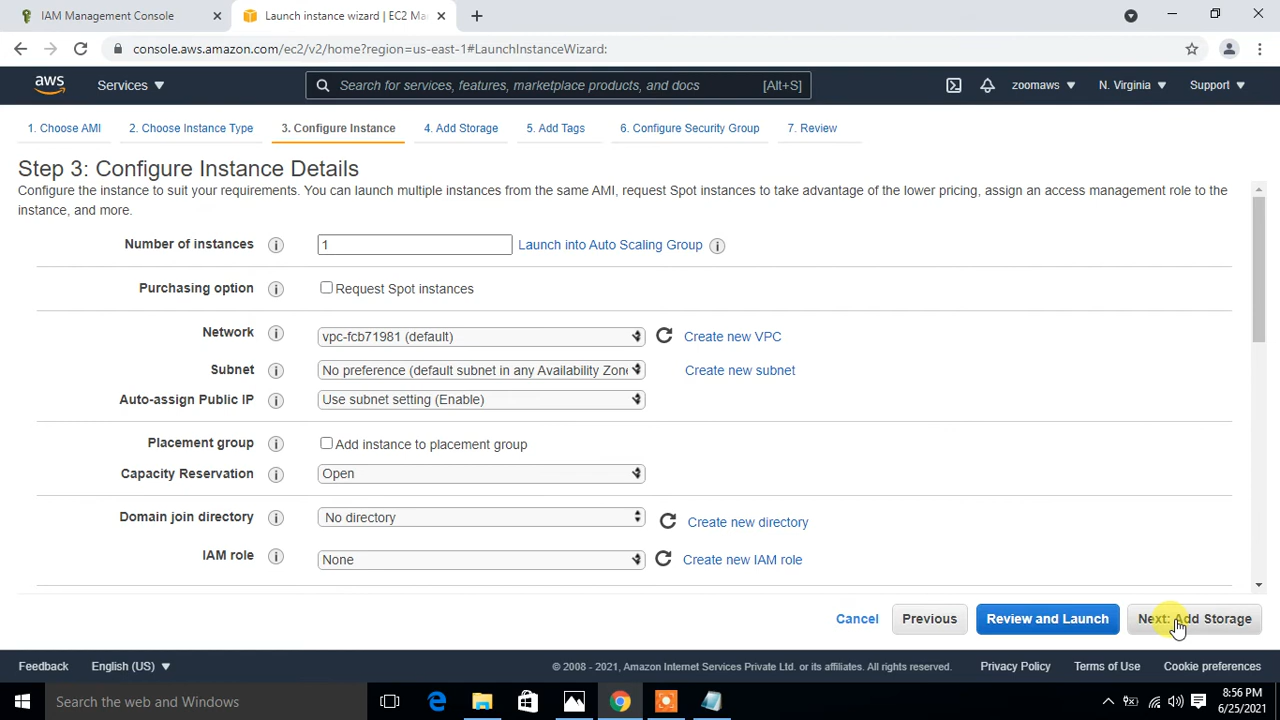 IAM Management Console
Launch instance wizard | EC2 Ma
console.aws.amazon.com/ec2/v2/home?region=us-east-1#LaunchInstanceWizard:
aws
Services
Search for services, features, marketplace products, and docs
[Alt+S]
zoomaws
N. Virginia
Support
1. Choose AMI
2. Choose Instance Type
3. Configure Instance
4. Add Storage
5. Add Tags
6. Configure Security Group
7. Review
Step 3: Configure Instance Details
Configure the instance to suit your requirements. You can launch multiple instances from the same AMI, request Spot instances to take advantage of the lower pricing, assign an access management role to the
instance, and more.
Number of instances
1
Launch into Auto Scaling Group
Purchasing option
Request Spot instances
Network
vpc-fcb71981 (default)
Create new VPC
Subnet
No preference (default subnet in any Availability Zone
Create new subnet
Auto-assign Public IP
Use subnet setting (Enable)
Placement group
Add instance to placement group
Capacity Reservation
Open
Domain join directory
No directory
Create new directory
IAM role
None
Create new IAM role
Cancel
Previous
Review and Launch
Next: Add Storage
Feedback
English (US)
© 2008 - 2021, Amazon Internet Services Private Ltd. or its affiliates. All rights reserved.
Privacy Policy
Terms of Use
Cookie preferences
Search the web and Windows
8:56 PM
6/25/2021